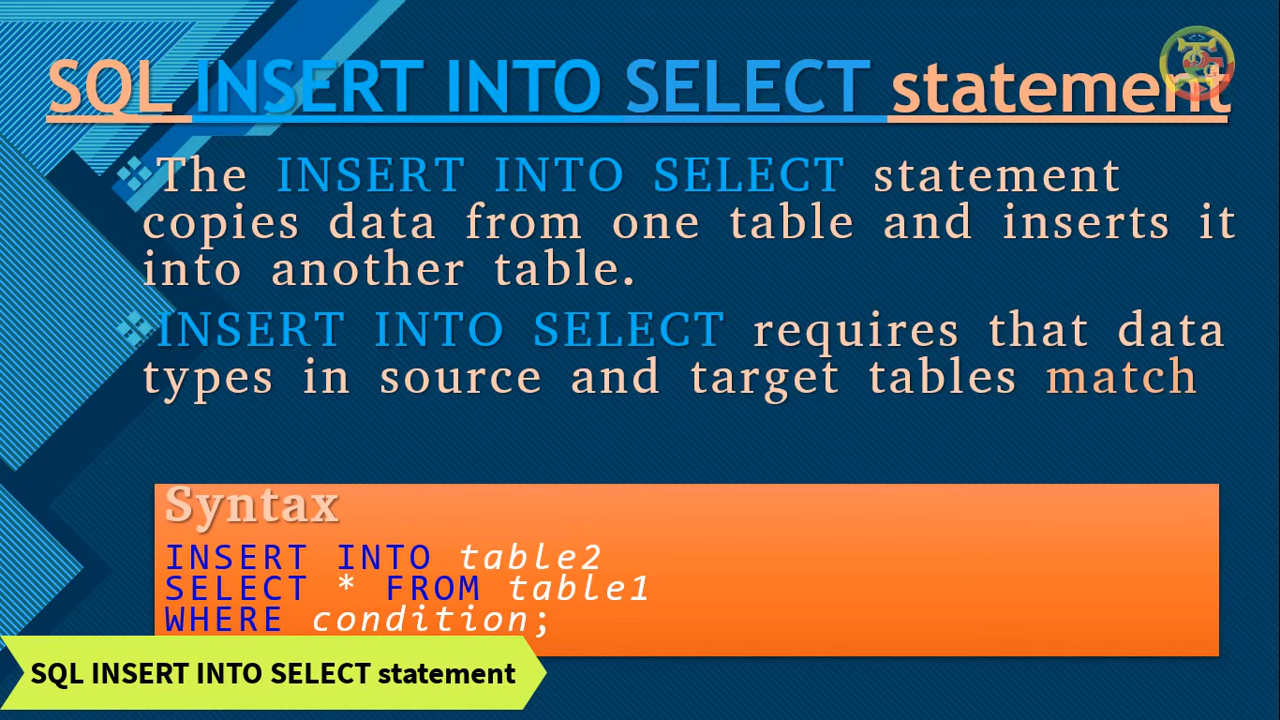 SQL INSERT INTO SELECT statement
The INSERT INTO SELECT statement
copies data from one table and inserts it
into another table.
INSERT INTO SELECT requires that data
types in source and target tables match
Syntax
INSERT INTO table2
SELECT * FROM table1
WHERE condition;
SQL INSERT INTO SELECT statement